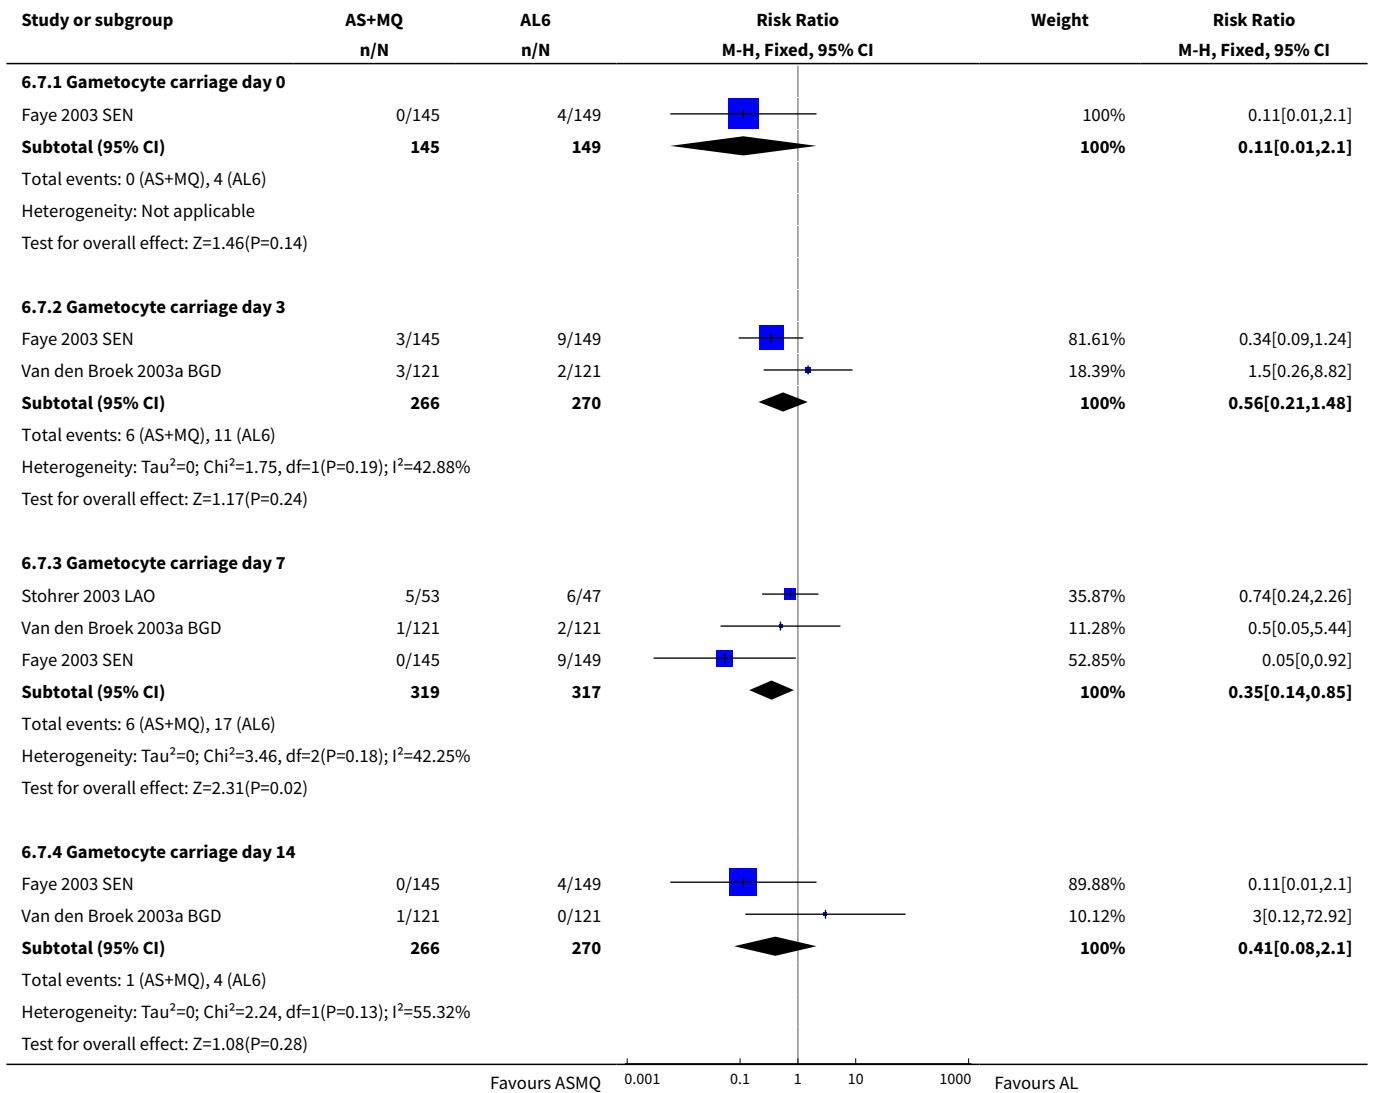 Study or subgroup AS+MQ AL6 Risk Ratio Weight Risk Ratio
n/N n/N M-H, Fixed, 95% CI M-H, Fixed, 95% CI
6.7.1 Gametocyte carriage day 0
Faye 2003 SEN 0/145 4/149 100% 0.11[0.01,2.1]
Subtotal (95% CI) 145 149 100% 0.11[0.01,2.1]
Total events: 0 (AS+MQ), 4 (AL6)
Heterogeneity: Not applicable
Test for overall effect: Z=1.46(P=0.14)
6.7.2 Gametocyte carriage day 3
Faye 2003 SEN 3/145 9/149 81.61% 0.34[0.09,1.24]
Van den Broek 2003a BGD 3/121 2/121 18.39% 1.5[0.26,8.82]
Subtotal (95% CI) 266 270 100% 0.56[0.21,1.48]
Total events: 6 (AS+MQ), 11 (AL6)
Heterogeneity: Tau²=0; Chi²=1.75, df=1(P=0.19); I²=42.88%
Test for overall effect: Z=1.17(P=0.24)
6.7.3 Gametocyte carriage day 7
Stohrer 2003 LAO 5/53 6/47 35.87% 0.74[0.24,2.26]
Van den Broek 2003a BGD 1/121 2/121 11.28% 0.5[0.05,5.44]
Faye 2003 SEN 0/145 9/149 52.85% 0.05[0,0.92]
Subtotal (95% CI) 319 317 100% 0.35[0.14,0.85]
Total events: 6 (AS+MQ), 17 (AL6)
Heterogeneity: Tau²=0; Chi²=3.46, df=2(P=0.18); I²=42.25%
Test for overall effect: Z=2.31(P=0.02)
6.7.4 Gametocyte carriage day 14
Faye 2003 SEN 0/145 4/149 89.88% 0.11[0.01,2.1]
Van den Broek 2003a BGD 1/121 0/121 10.12% 3[0.12,72.92]
Subtotal (95% CI) 266 270 100% 0.41[0.08,2.1]
Total events: 1 (AS+MQ), 4 (AL6)
Heterogeneity: Tau²=0; Chi²=2.24, df=1(P=0.13); I²=55.32%
Test for overall effect: Z=1.08(P=0.28)
Favours ASMQ 0.001 0.1 1 10 1000 Favours AL